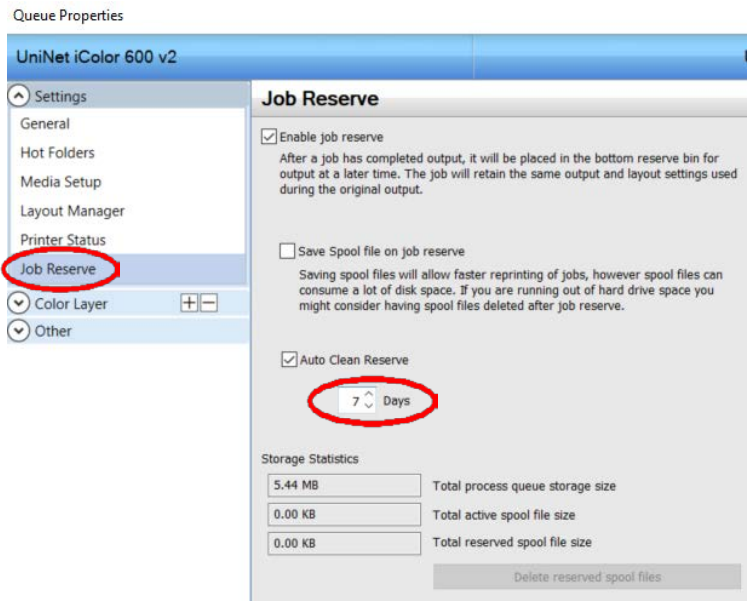 Queue Properties
UniNet iColor 600 v2
Settings
General
Hot Folders
Media Setup
Layout Manager
Printer Status
Job Reserve
Color Layer
Other
Job Reserve
Enable job reserve
After a job has completed output, it will be placed in the bottom reserve bin for
output at a later time. The job will retain the same output and layout settings used
during the original output.
Save Spool file on job reserve
Saving spool files will allow faster reprinting of jobs, however spool files can
consume a lot of disk space. If you are running out of hard drive space you
might consider having spool files deleted after job reserve.
Auto Clean Reserve
7 Days
Storage Statistics
5.44 MB Total process queue storage size
0.00 KB Total active spool file size
0.00 KB Total reserved spool file size
Delete reserved spool files